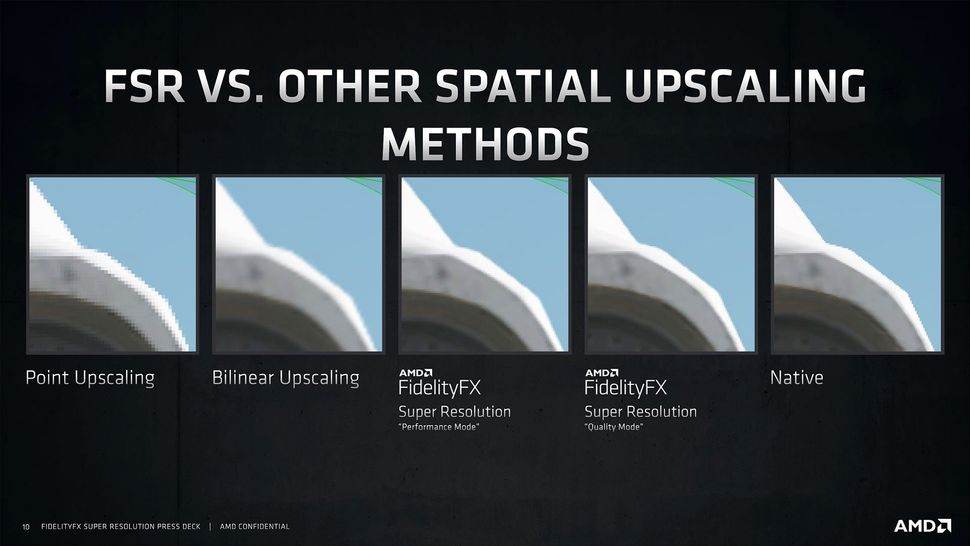 FSR VS. OTHER SPATIAL UPSCALING
METHODS
Point Upscaling
Bilinear Upscaling
AMD
FidelityFX
Super Resolution
"Performance Mode"
AMD
FidelityFX
Super Resolution
"Quality Mode"
Native
10 FIDELITYFX SUPER RESOLUTION PRESS DECK | AMD CONFIDENTIAL
AMD